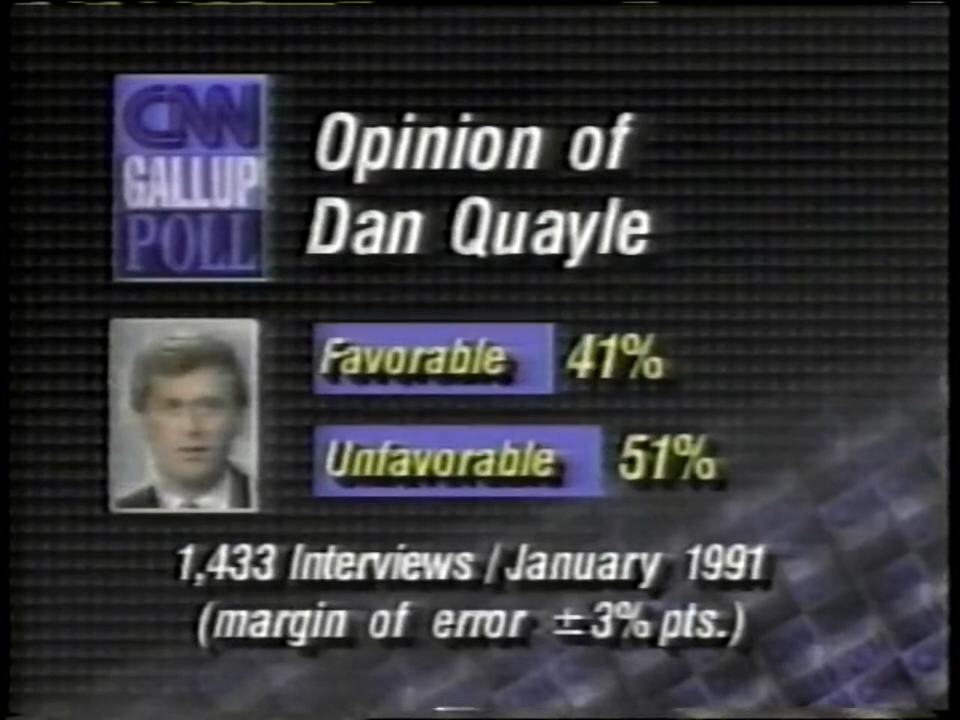 CNN
GALLUP
POLL
Opinion of
Dan Quayle
Favorable 41%
Unfavorable 51%
1,433 Interviews / January 1991
(margin of error ±3% pts.)